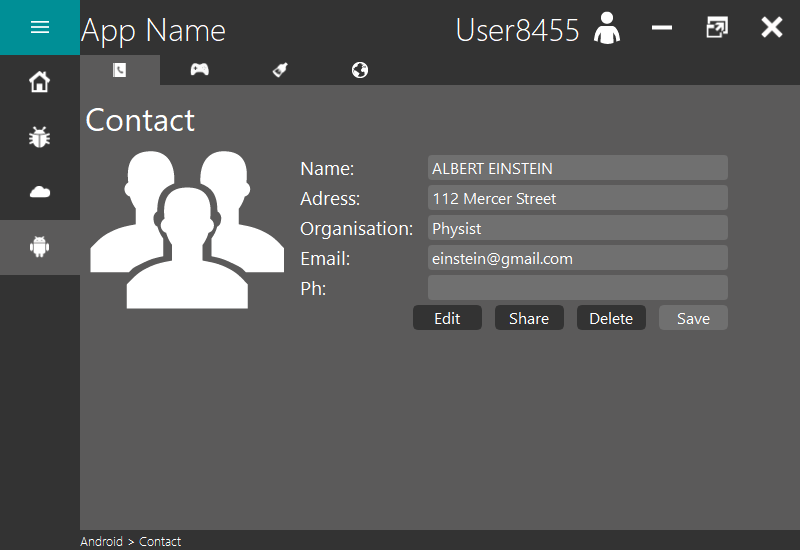 App Name
User8455
Contact
Name: ALBERT EINSTEIN
Adress: 112 Mercer Street
Organisation: Physist
Email: einstein@gmail.com
Ph:
Edit Share Delete Save
Android > Contact